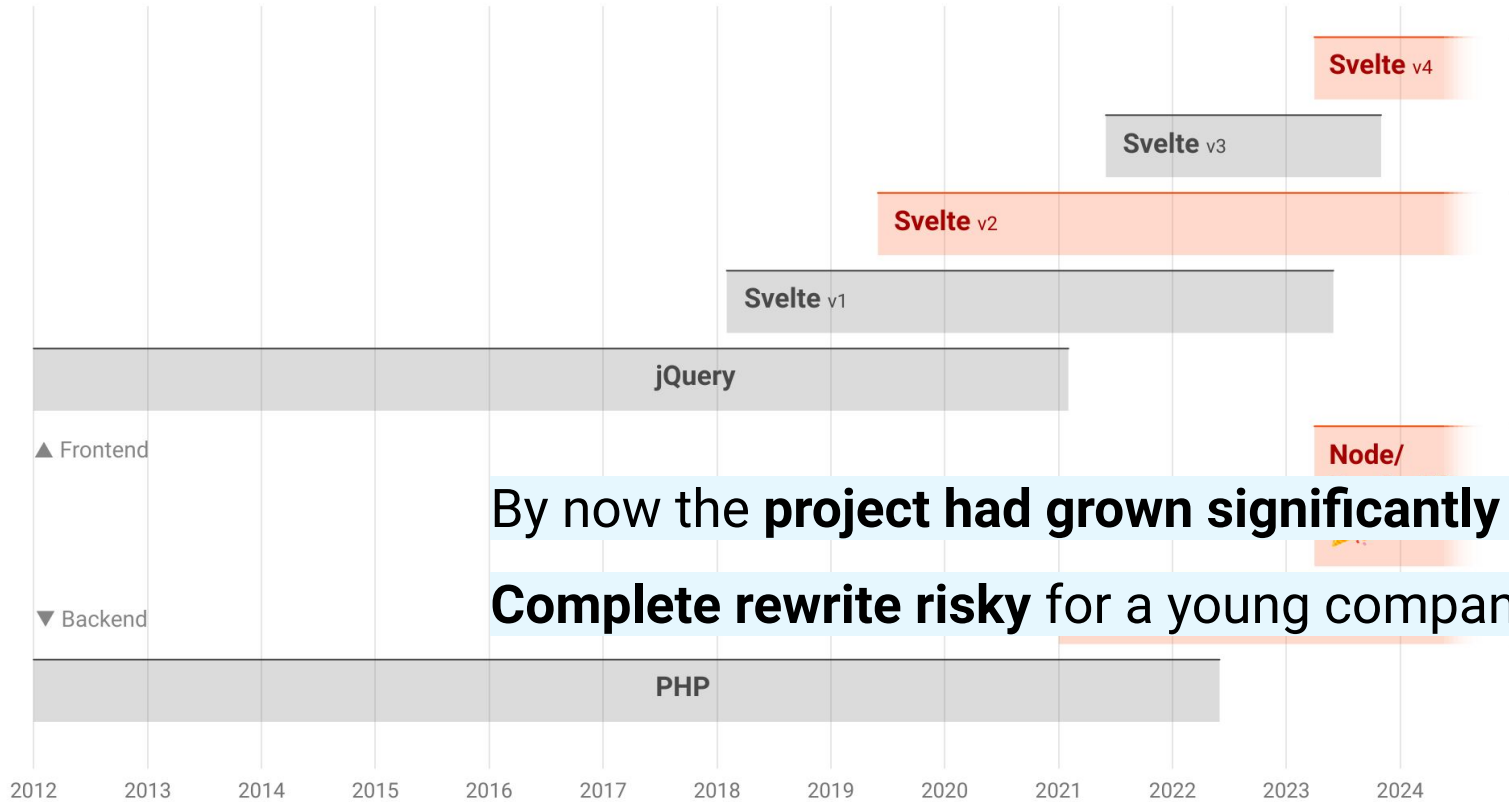 Svelte v4
Svelte v3
Svelte v2
Svelte v1
jQuery
▲ Frontend
Node/
By now the project had grown significantly
Complete rewrite risky for a young
▼ Backend
PHP
2012 2013 2014 2015 2016 2017 2018 2019 2020 2021 2022 2023 2024